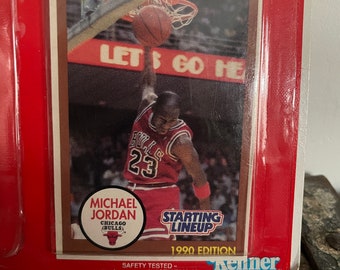 LET'S GO HE
BULLS
23
MICHAEL
JORDAN
CHICAGO
BULLS
STARTING
LINEUP
1990 EDITION
Kenner
SAFETY TESTED